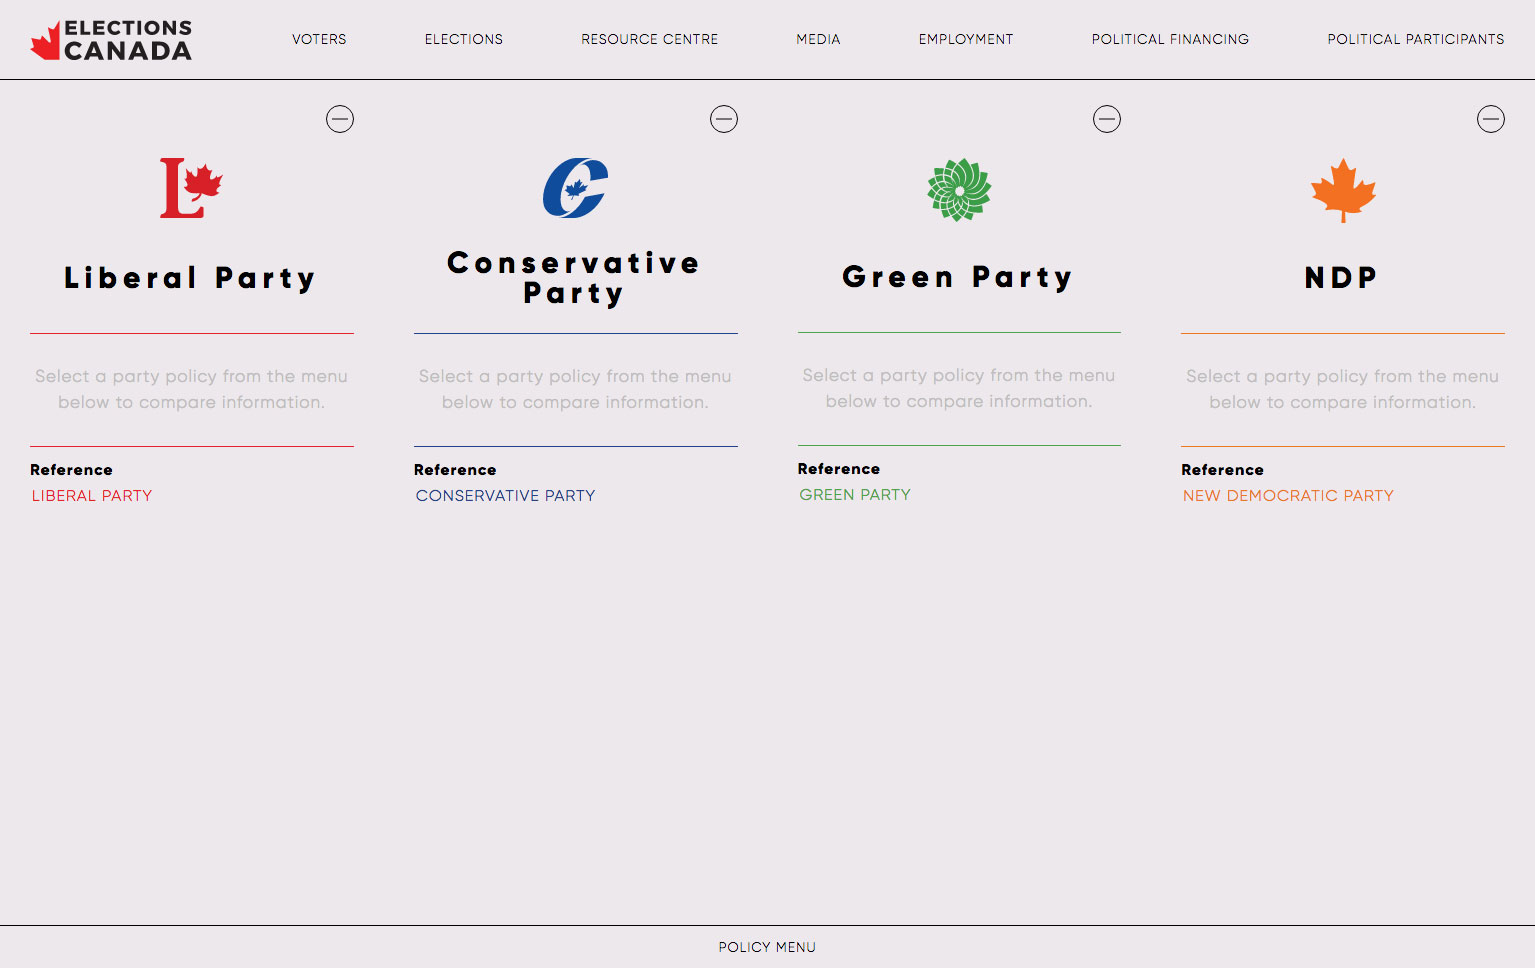 ELECTIONS
CANADA
VOTERS
ELECTIONS
RESOURCE CENTRE
MEDIA
EMPLOYMENT
POLITICAL FINANCING
POLITICAL PARTICIPANTS
Liberal Party
Select a party policy from the menu
below to compare information.
Reference
LIBERAL PARTY
Conservative
Party
Select a party policy from the menu
below to compare information.
Reference
CONSERVATIVE PARTY
Green Party
Select a party policy from the menu
below to compare information.
Reference
GREEN PARTY
NDP
Select a party policy from the menu
below to compare information.
Reference
NEW DEMOCRATIC PARTY
POLICY MENU